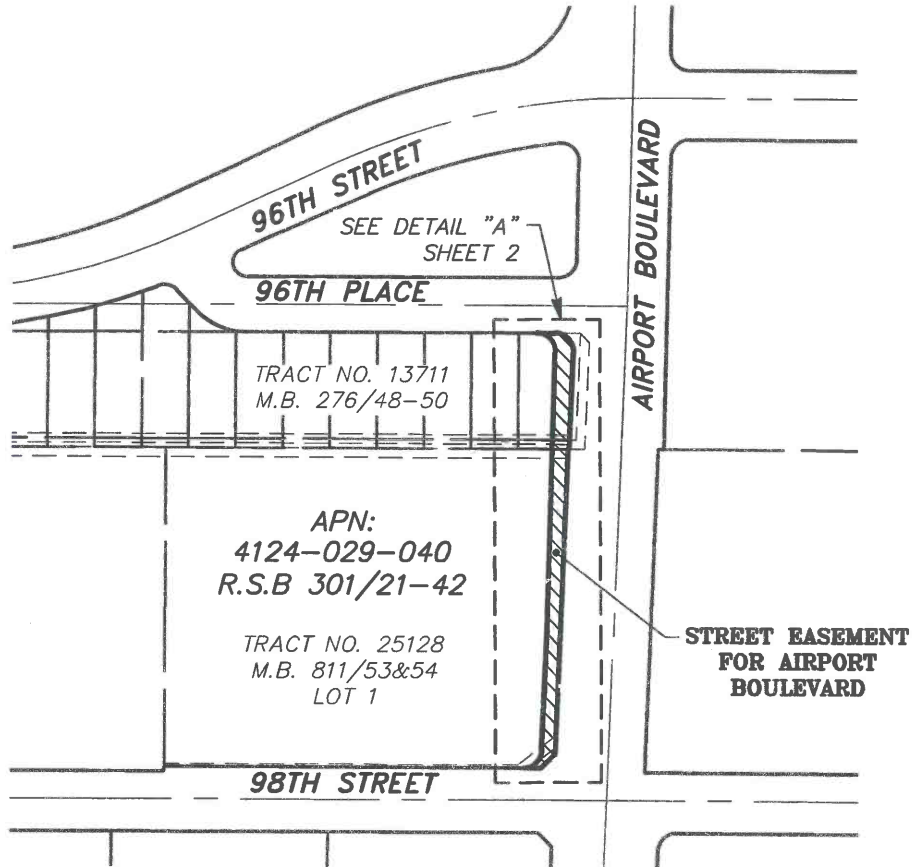 96TH STREET
AIRPORT BOULEVARD
SEE DETAIL "A"
SHEET 2
96TH PLACE
TRACT NO. 13711
M.B. 276/48-50
APN:
4124-029-040
R.S.B 301/21-42
TRACT NO. 25128
M.B. 811/53&54
LOT 1
STREET EASEMENT
FOR AIRPORT
BOULEVARD
98TH STREET